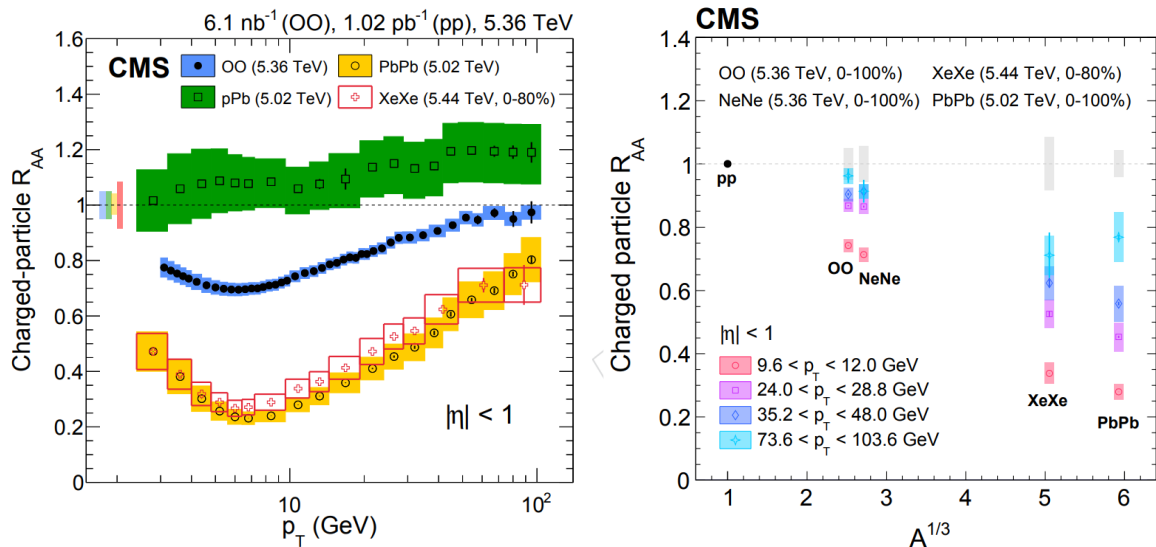 6.1 nb⁻¹ (OO), 1.02 pb⁻¹ (pp), 5.36 TeV
CMS
OO (5.36 TeV)
PbPb (5.02 TeV)
pPb (5.02 TeV)
XeXe (5.44 TeV, 0-80%)
Charged-particle R_AA
1.6
1.4
1.2
1
0.8
0.6
0.4
0.2
0
|η| < 1
10
10²
p_T (GeV)
CMS
OO (5.36 TeV, 0-100%)
XeXe (5.44 TeV, 0-80%)
NeNe (5.36 TeV, 0-100%)
PbPb (5.02 TeV, 0-100%)
Charged particle R_AA
1.4
1.2
1
0.8
0.6
0.4
0.2
0
pp
OO
NeNe
XeXe
PbPb
|η| < 1
9.6 < p_T < 12.0 GeV
24.0 < p_T < 28.8 GeV
35.2 < p_T < 48.0 GeV
73.6 < p_T < 103.6 GeV
1
2
3
4
5
6
A^{1/3}